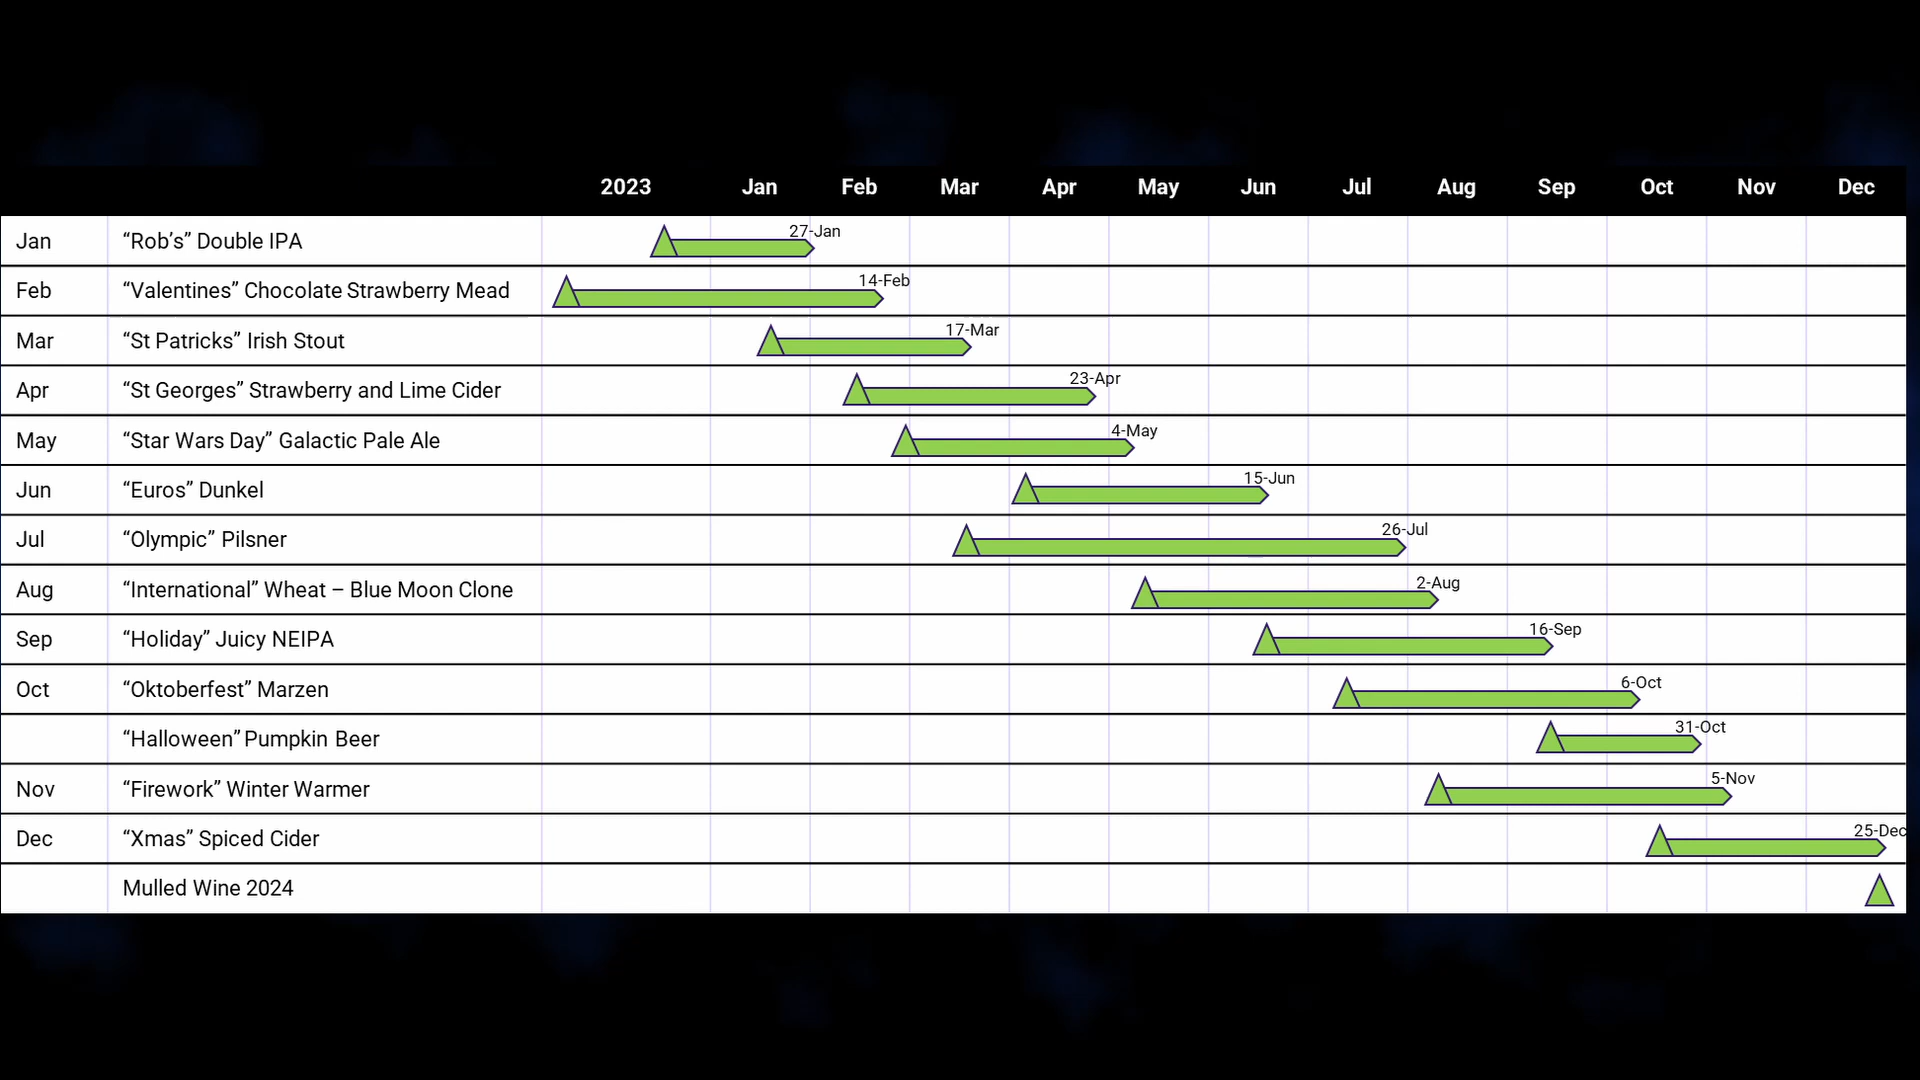 2023 Jan Feb Mar Apr May Jun Jul Aug Sep Oct Nov Dec
Jan “Rob’s” Double IPA 27-Jan
Feb “Valentines” Chocolate Strawberry Mead 14-Feb
Mar “St Patricks” Irish Stout 17-Mar
Apr “St Georges” Strawberry and Lime Cider 23-Apr
May “Star Wars Day” Galactic Pale Ale 4-May
Jun “Euros” Dunkel 15-Jun
Jul “Olympic” Pilsner 26-Jul
Aug “International” Wheat – Blue Moon Clone 2-Aug
Sep “Holiday” Juicy NEIPA 16-Sep
Oct “Oktoberfest” Marzen 6-Oct
“Halloween” Pumpkin Beer 31-Oct
Nov “Firework” Winter Warmer 5-Nov
Dec “Xmas” Spiced Cider 25-Dec
Mulled Wine 2024